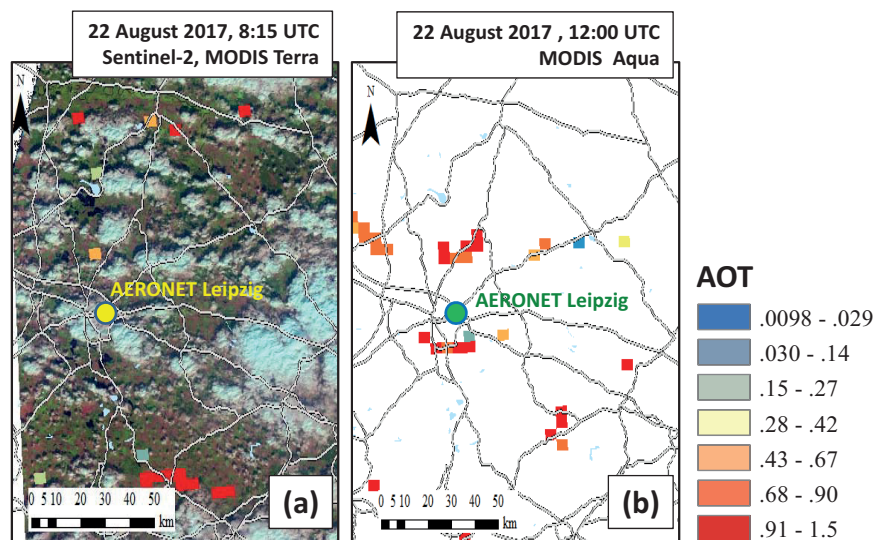 22 August 2017, 8:15 UTC
Sentinel-2, MODIS Terra
22 August 2017 , 12:00 UTC
MODIS Aqua
N
N
AERONET Leipzig
AERONET Leipzig
AOT
.0098 - .029
.030 - .14
.15 - .27
.28 - .42
.43 - .67
.68 - .90
.91 - 1.5
0 5 10 20 30 40 50
km
(a)
0 5 10 20 30 40 50
km
(b)